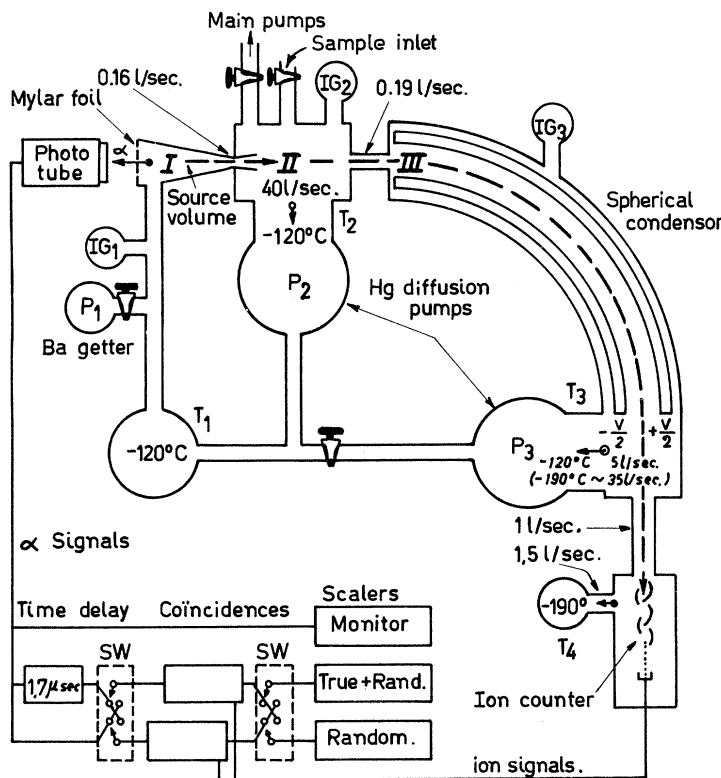 Main pumps
Sample inlet
0.16 l/sec.
IG2
0.19 l/sec.
Mylar foil
IG3
Photo
tube
α
I
II
III
Source
volume
40l/sec.
Spherical
condensor
T2
-120°C
IG1
P2
P1
Hg diffusion
pumps
Ba getter
T1
T3
-120°C
-V/2
+V/2
P3
-120°C 5l/sec.
(-190°C ~ 35l/sec.)
1 l/sec.
α Signals
1,5 l/sec.
Time delay
Coïncidences
Scalers
-190°
Monitor
T4
SW
SW
1,7μsec
True+Rand.
Ion counter
Random.
ion signals.